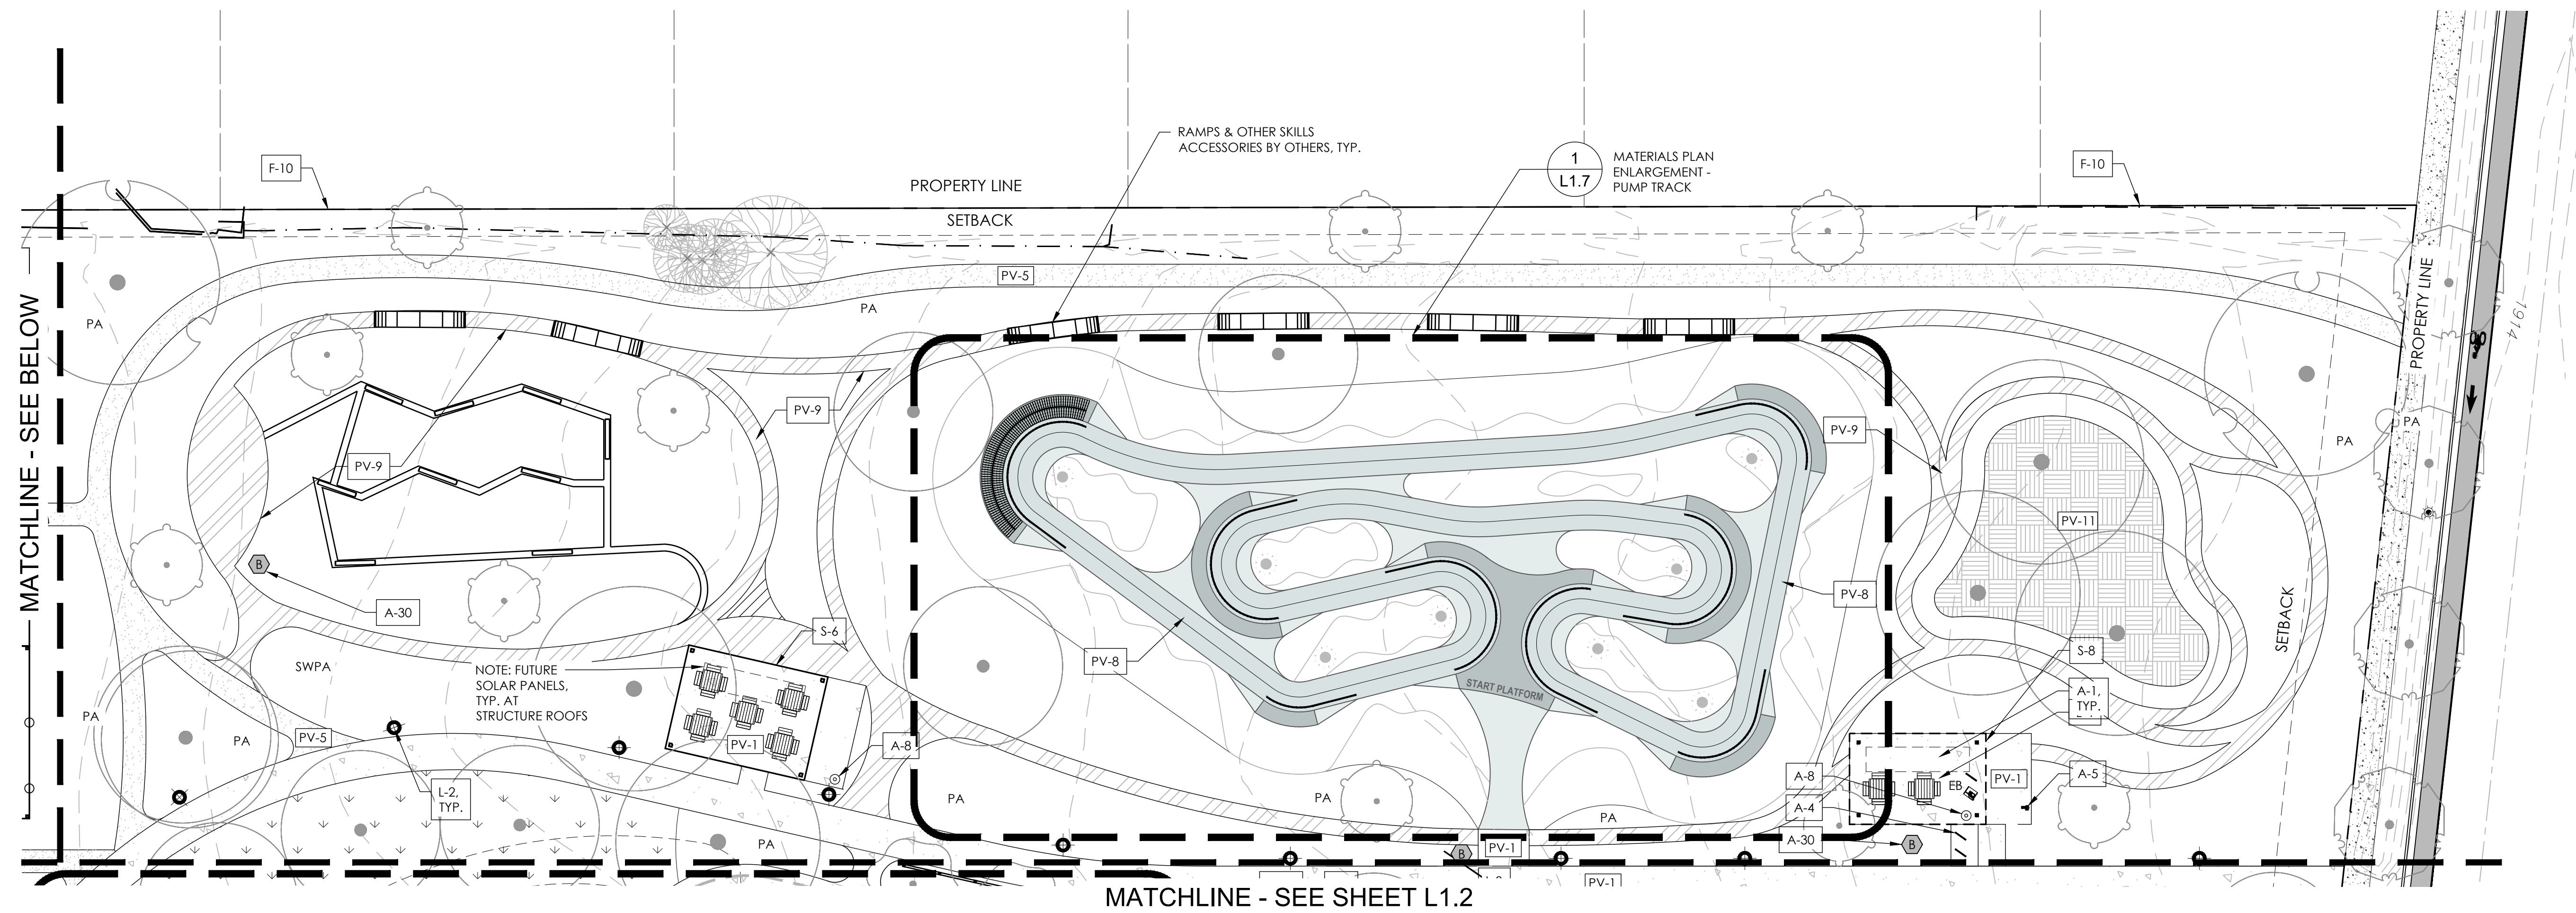 RAMPS & OTHER SKILLS
ACCESSORIES BY OTHERS, TYP.
1
L1.7
MATERIALS PLAN
ENLARGEMENT -
PUMP TRACK
F-10
F-10
PROPERTY LINE
SETBACK
PV-5
PA
PA
MATCHLINE - SEE BELOW
PROPERTY LINE
1914
PV-9
PV-9
PV-9
PA
PA
PV-11
B
A-30
PV-8
PV-8
S-6
SWPA
NOTE: FUTURE
SOLAR PANELS,
TYP. AT
STRUCTURE ROOFS
START PLATFORM
SETBACK
S-8
A-1,
TYP.
PA
PA
PV-5
PV-1
A-8
L-2,
TYP.
PA
PA
PA
PA
A-8
A-4
A-30
EB
PV-1
A-5
B
PV-1
B
PV-1
MATCHLINE - SEE SHEET L1.2